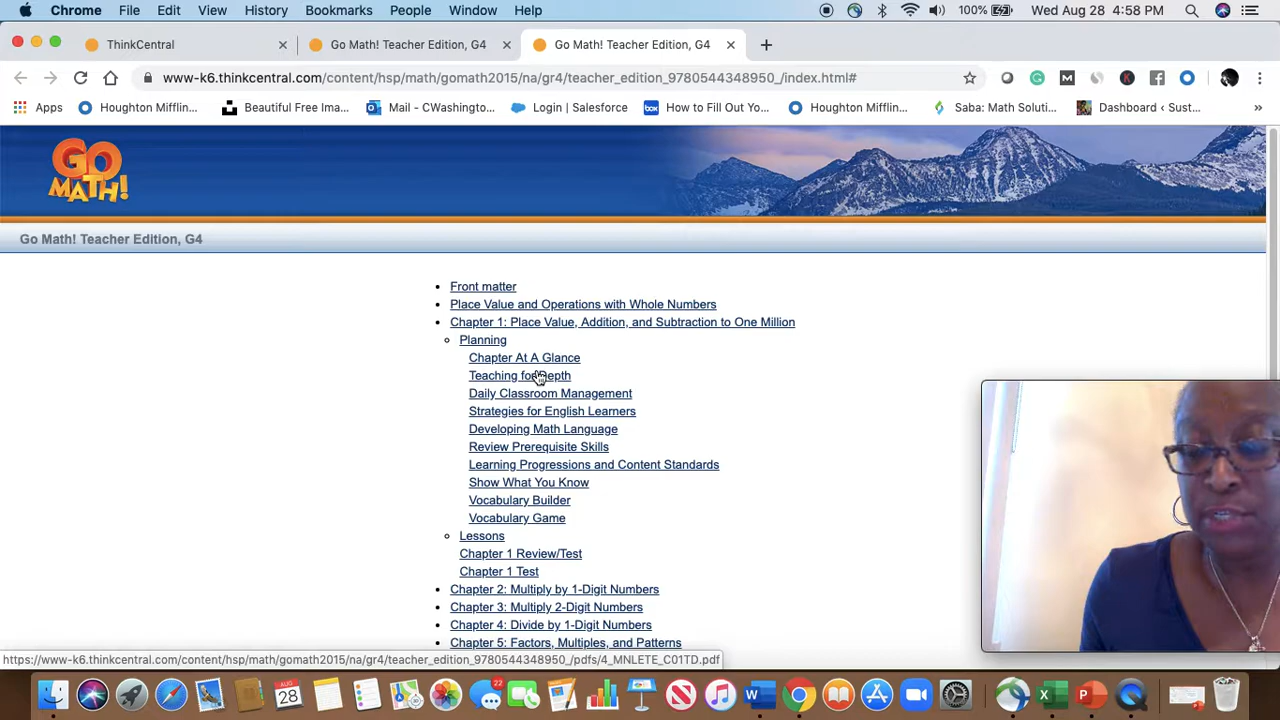 Chrome File Edit View History Bookmarks People Window Help 100% Wed Aug 28 4:58 PM
ThinkCentral Go Math! Teacher Edition, G4 Go Math! Teacher Edition, G4
www-k6.thinkcentral.com/content/hsp/math/gomath2015/na/gr4/teacher_edition_9780544348950_/index.html#
Apps Houghton Mifflin... Beautiful Free Ima... Mail - CWashingto... Login | Salesforce box How to Fill Out Yo... Houghton Mifflin... Saba: Math Soluti... Dashboard ‹ Sust... »
GO
MATH!
Go Math! Teacher Edition, G4
Front matter
Place Value and Operations with Whole Numbers
Chapter 1: Place Value, Addition, and Subtraction to One Million
Planning
Chapter At A Glance
Teaching for Depth
Daily Classroom Management
Strategies for English Learners
Developing Math Language
Review Prerequisite Skills
Learning Progressions and Content Standards
Show What You Know
Vocabulary Builder
Vocabulary Game
Lessons
Chapter 1 Review/Test
Chapter 1 Test
Chapter 2: Multiply by 1-Digit Numbers
Chapter 3: Multiply 2-Digit Numbers
Chapter 4: Divide by 1-Digit Numbers
Chapter 5: Factors, Multiples, and Patterns
https://www-k6.thinkcentral.com/content/hsp/math/gomath2015/na/gr4/teacher_edition_9780544348950_/pdfs/4_MNLETE_C01TD.pdf
AUG
28
22